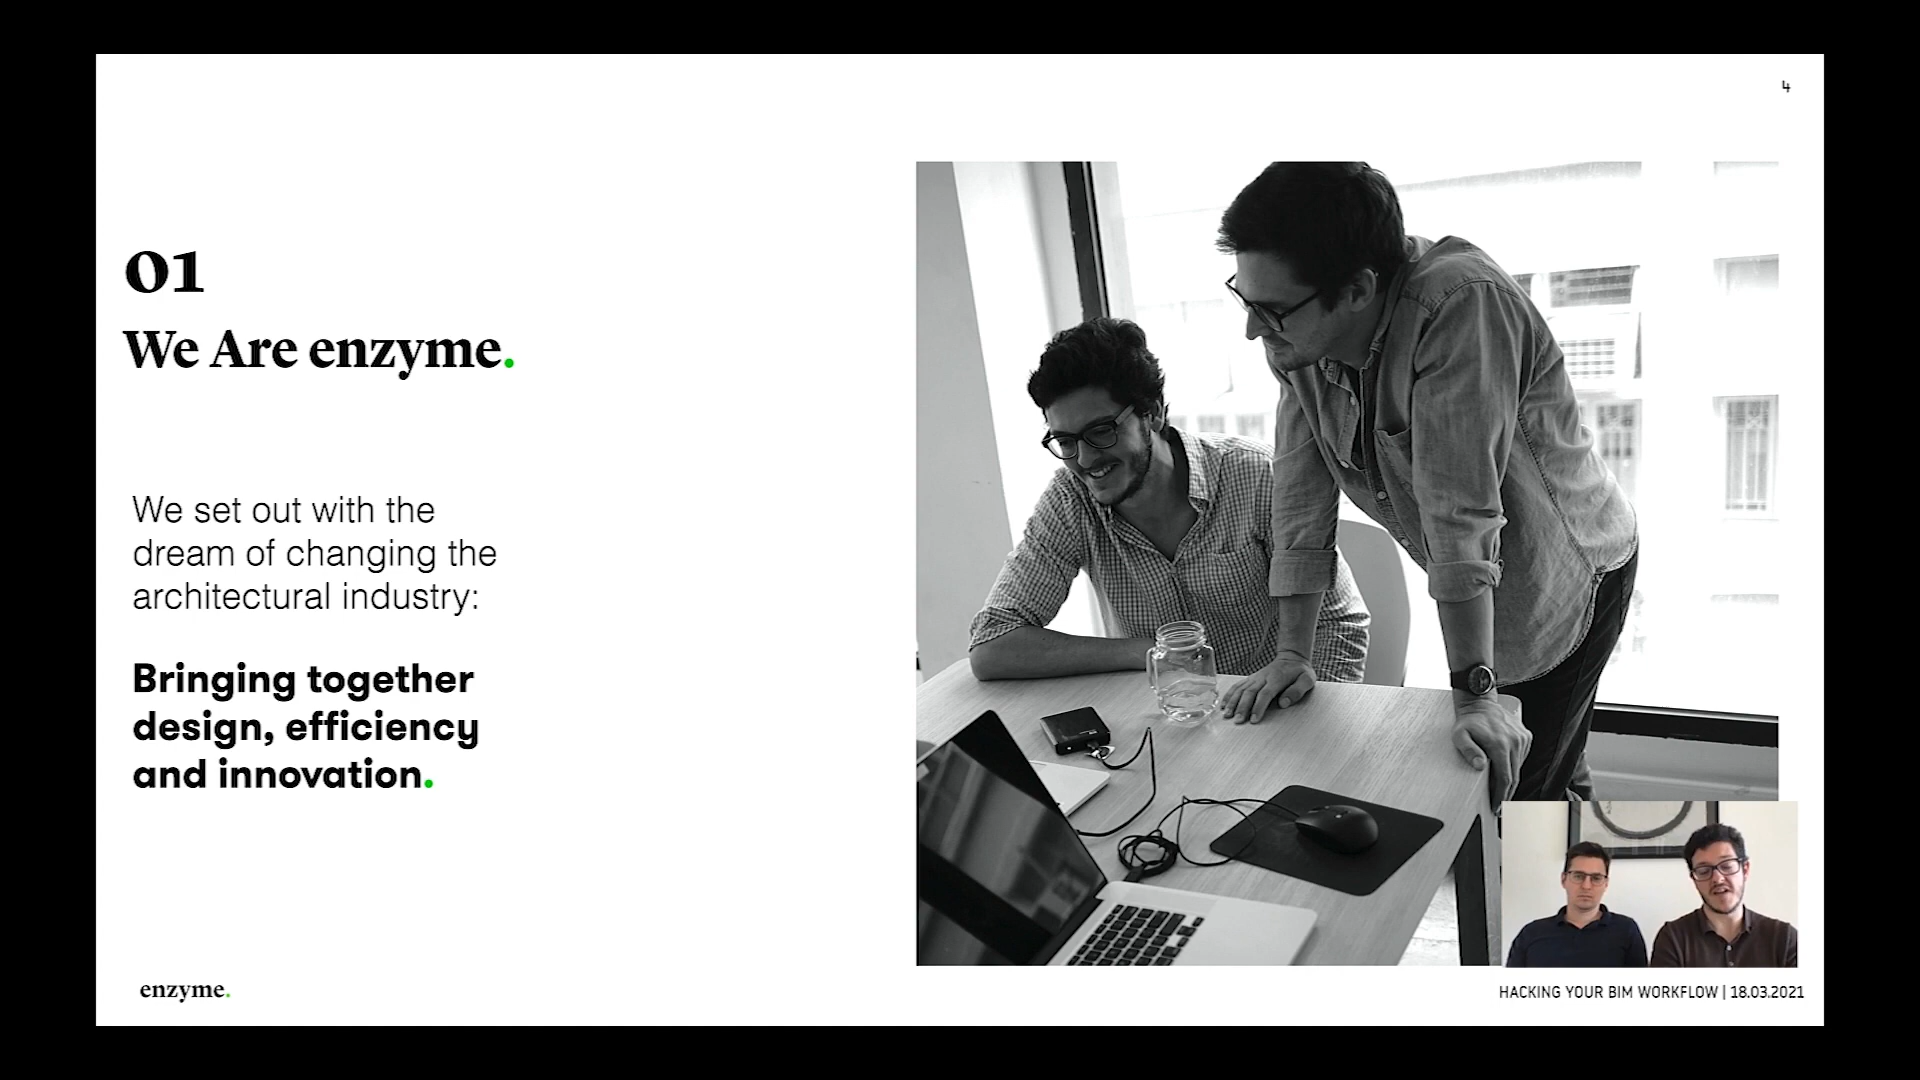 4
01
We Are enzyme.
We set out with the
dream of changing the
architectural industry:
Bringing together
design, efficiency
and innovation.
enzyme.
HACKING YOUR BIM WORKFLOW | 18.03.2021